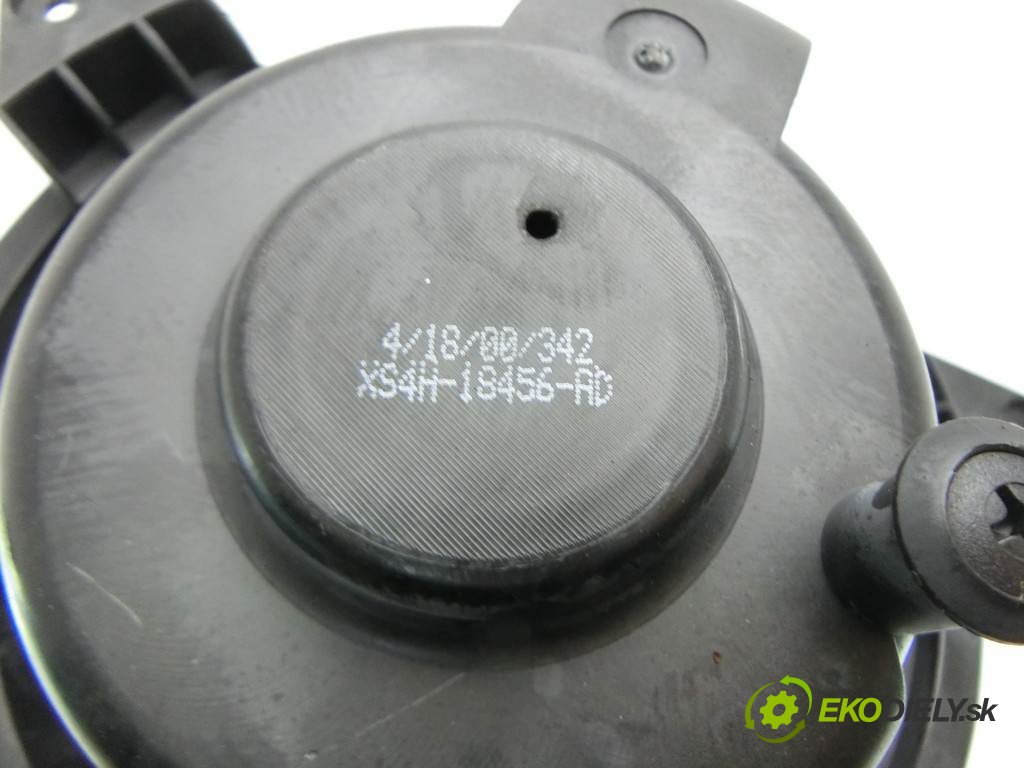 4/18/00/342
XS4H-18456-AD
EKODIELY.sk